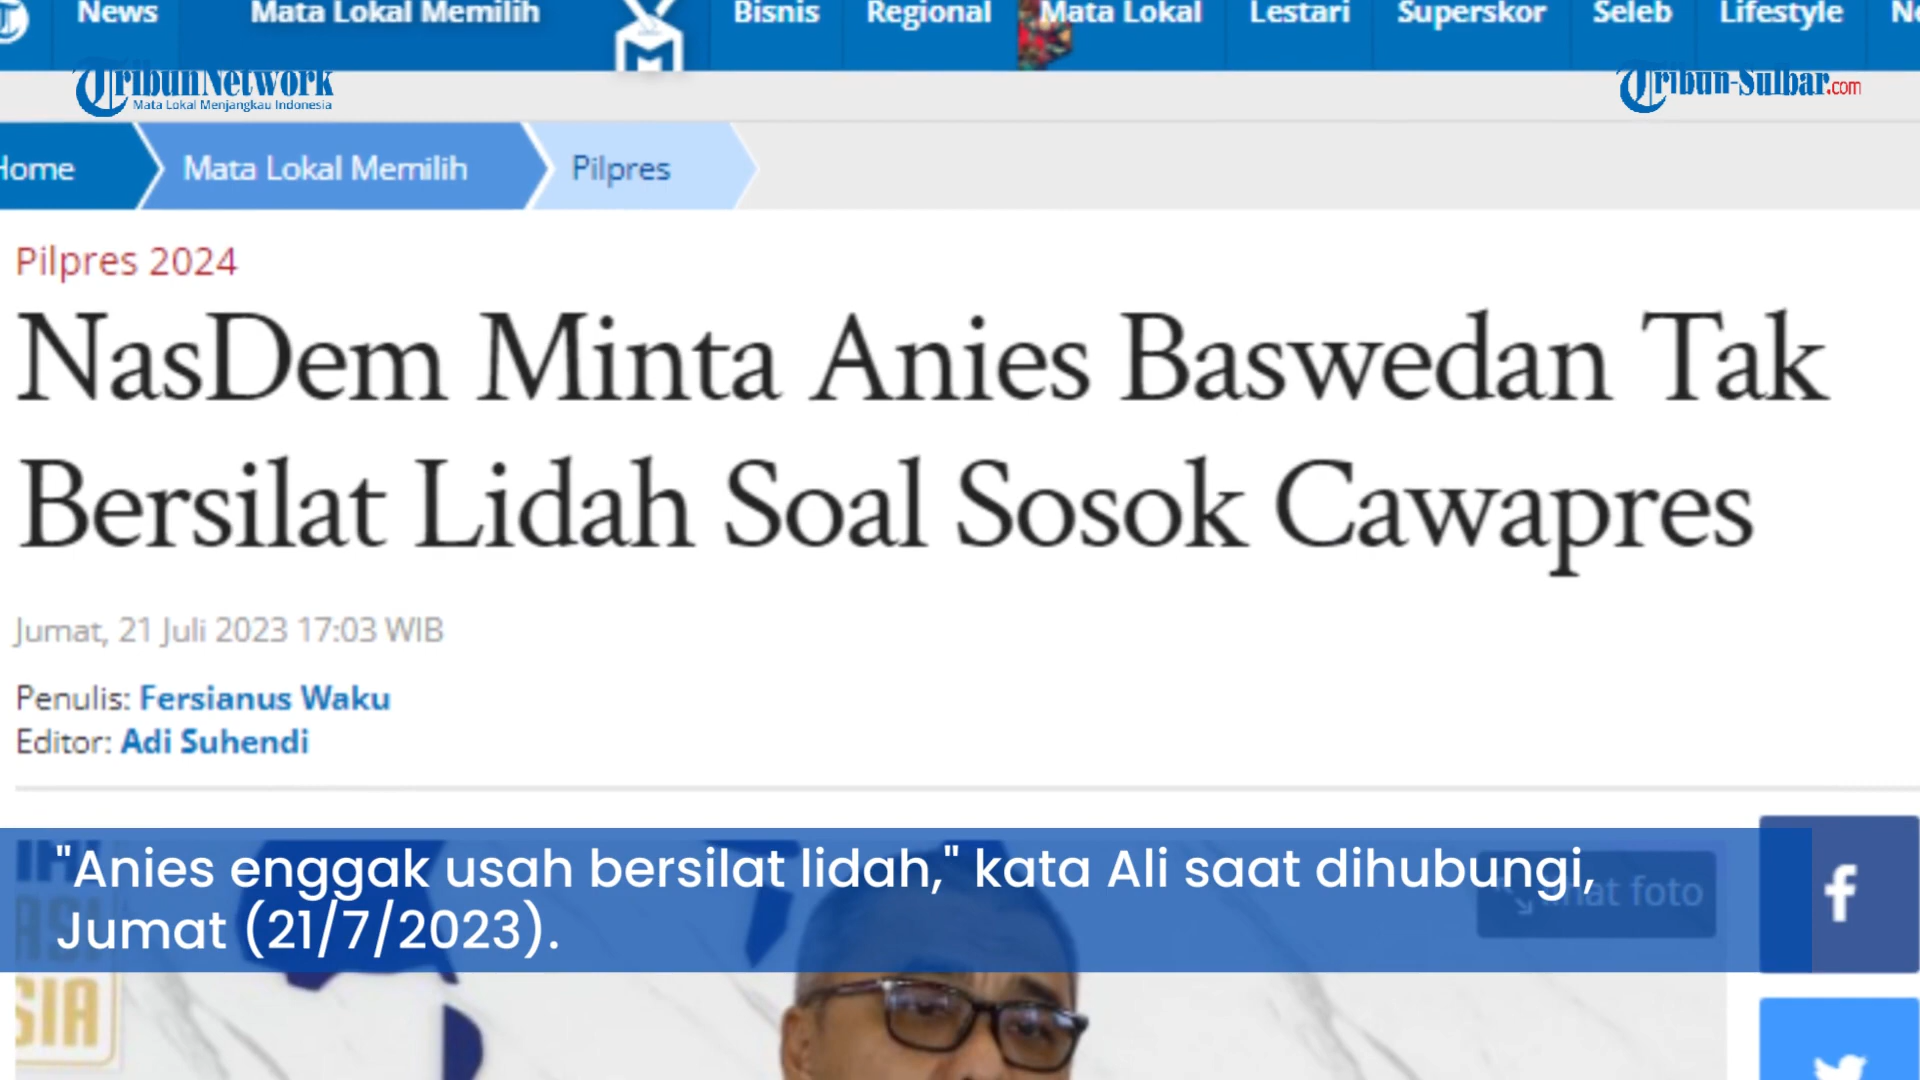 News
Mata Lokal Memilih
Bisnis
Regional
Mata Lokal
Lestari
Superskor
Seleb
Lifestyle
TribunNetwork
Mata Lokal Menjangkau Indonesia
Tribun-Sulbar.com
Home
Mata Lokal Memilih
Pilpres
Pilpres 2024
NasDem Minta Anies Baswedan Tak
Bersilat Lidah Soal Sosok Cawapres
Jumat, 21 Juli 2023 17:03 WIB
Penulis: Fersianus Waku
Editor: Adi Suhendi
"Anies enggak usah bersilat lidah," kata Ali saat dihubungi,
Jumat (21/7/2023).
foto